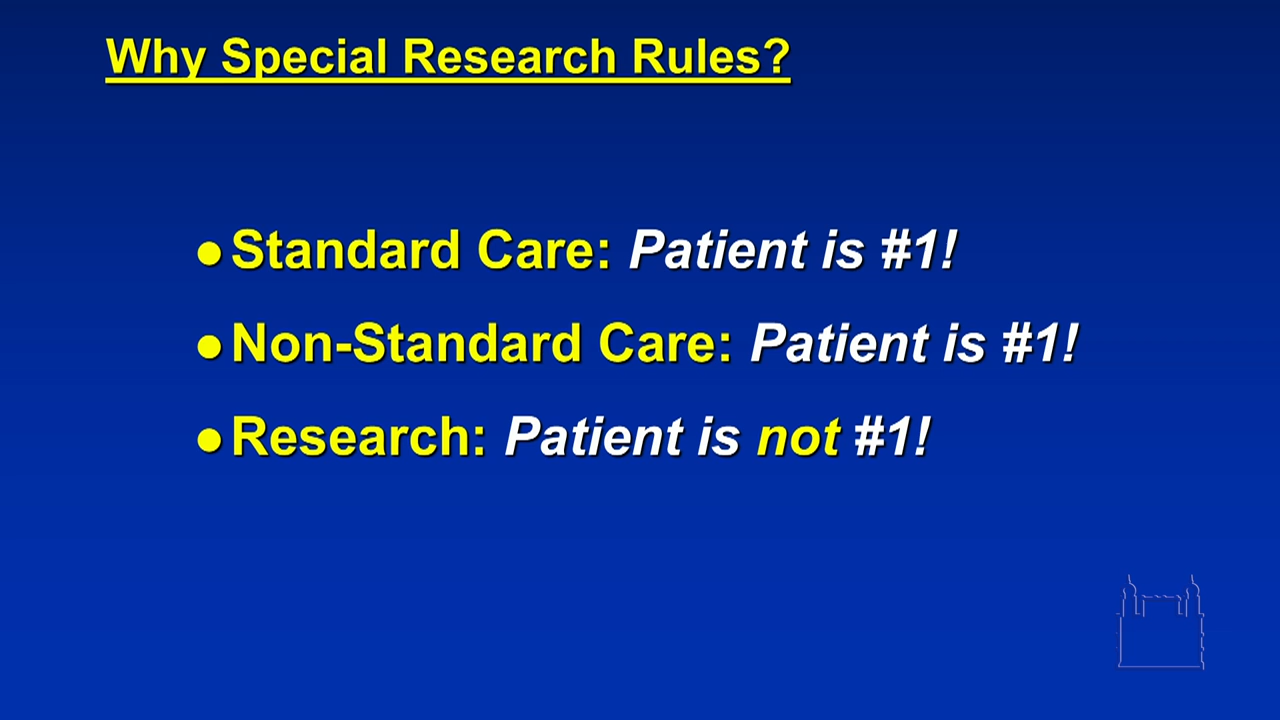 Why Special Research Rules?
● Standard Care: Patient is #1!
● Non-Standard Care: Patient is #1!
● Research: Patient is not #1!